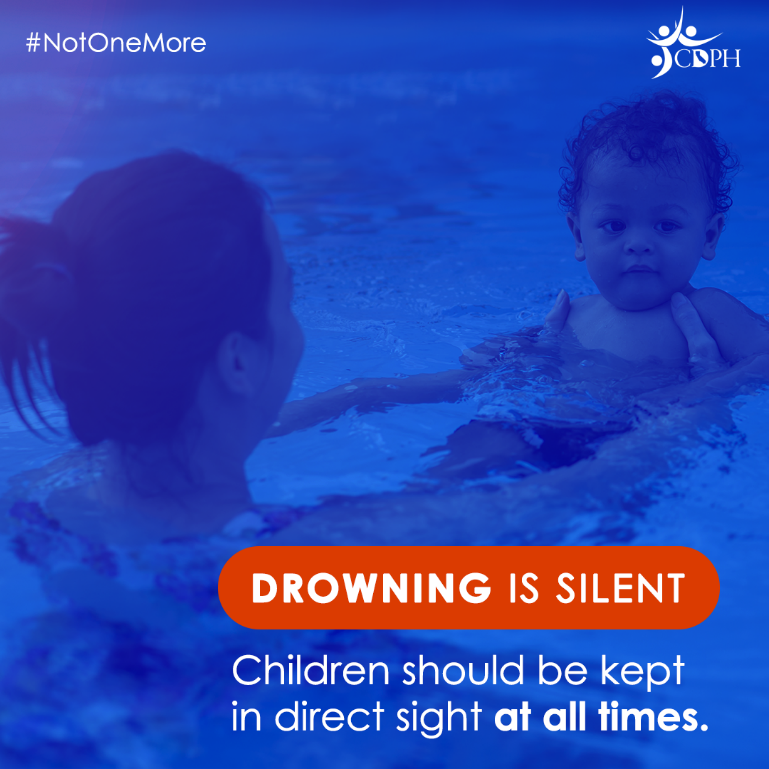 #NotOneMore
CDPH
DROWNING IS SILENT
Children should be kept
in direct sight at all times.